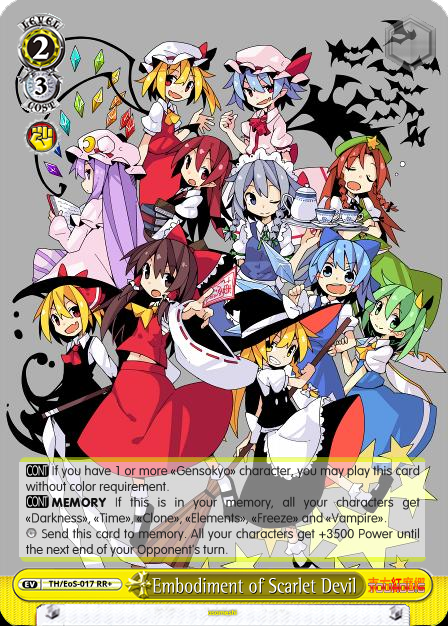 LEVEL
2
3
COST
CONT If you have 1 or more «Gensokyo» character, you may play this card
without color requirement.
CONT MEMORY If this is in your memory, all your characters get
«Darkness», «Time», «Clone», «Elements», «Freeze» and «Vampire».
Send this card to memory. All your characters get +3500 Power until
the next end of your Opponent's turn.
EV TH/EoS-017 RR+
Embodiment of Scarlet Devil